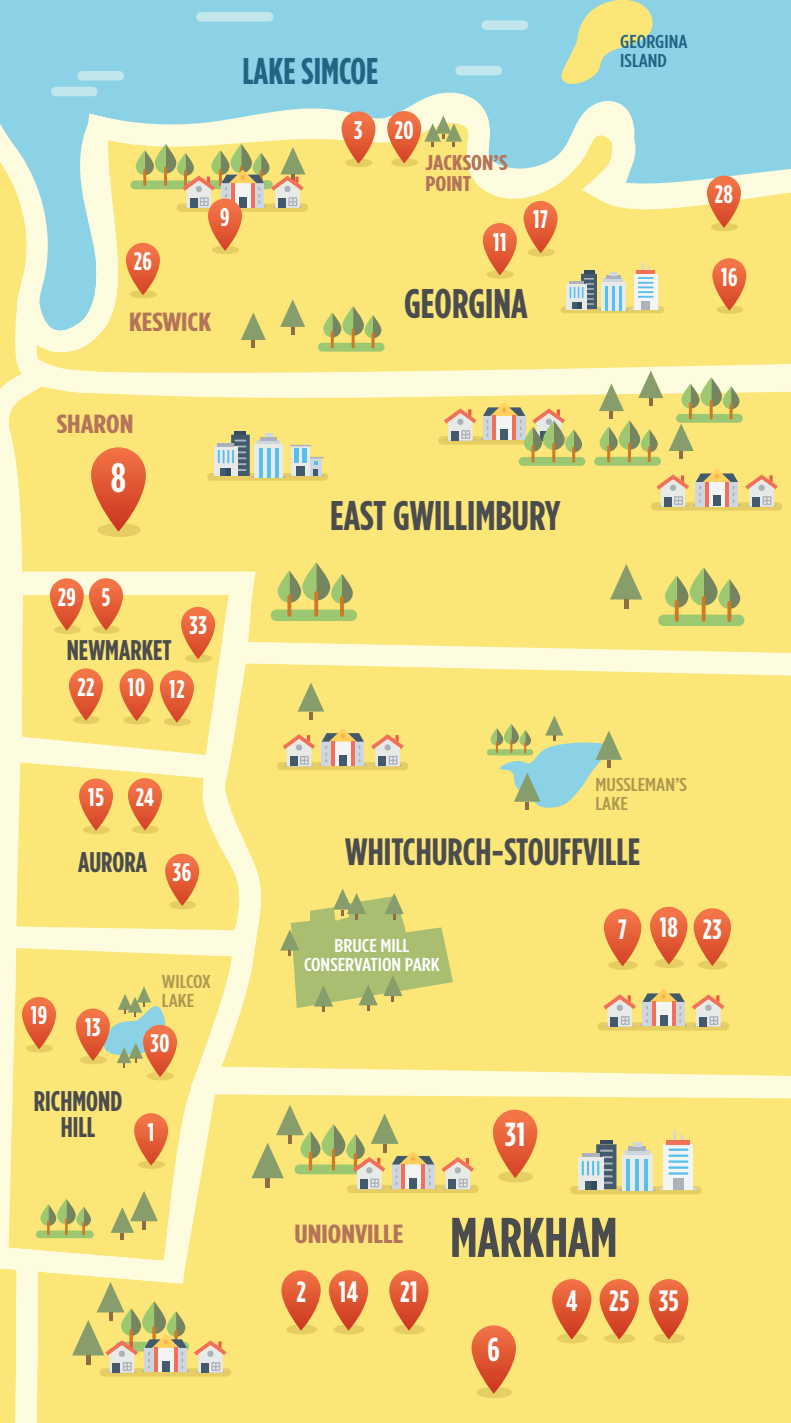 GEORGINA
ISLAND
LAKE SIMCOE
3
20
JACKSON'S
POINT
28
9
17
11
26
16
GEORGINA
KESWICK
SHARON
8
EAST GWILLIMBURY
29
5
33
NEWMARKET
22
10
12
MUSSLEMAN'S
LAKE
15
24
WHITCHURCH-STOUFFVILLE
AURORA
36
7
18
23
BRUCE MILL
CONSERVATION PARK
WILCOX
LAKE
19
13
30
RICHMOND
HILL
1
31
UNIONVILLE
MARKHAM
2
14
21
4
25
35
6